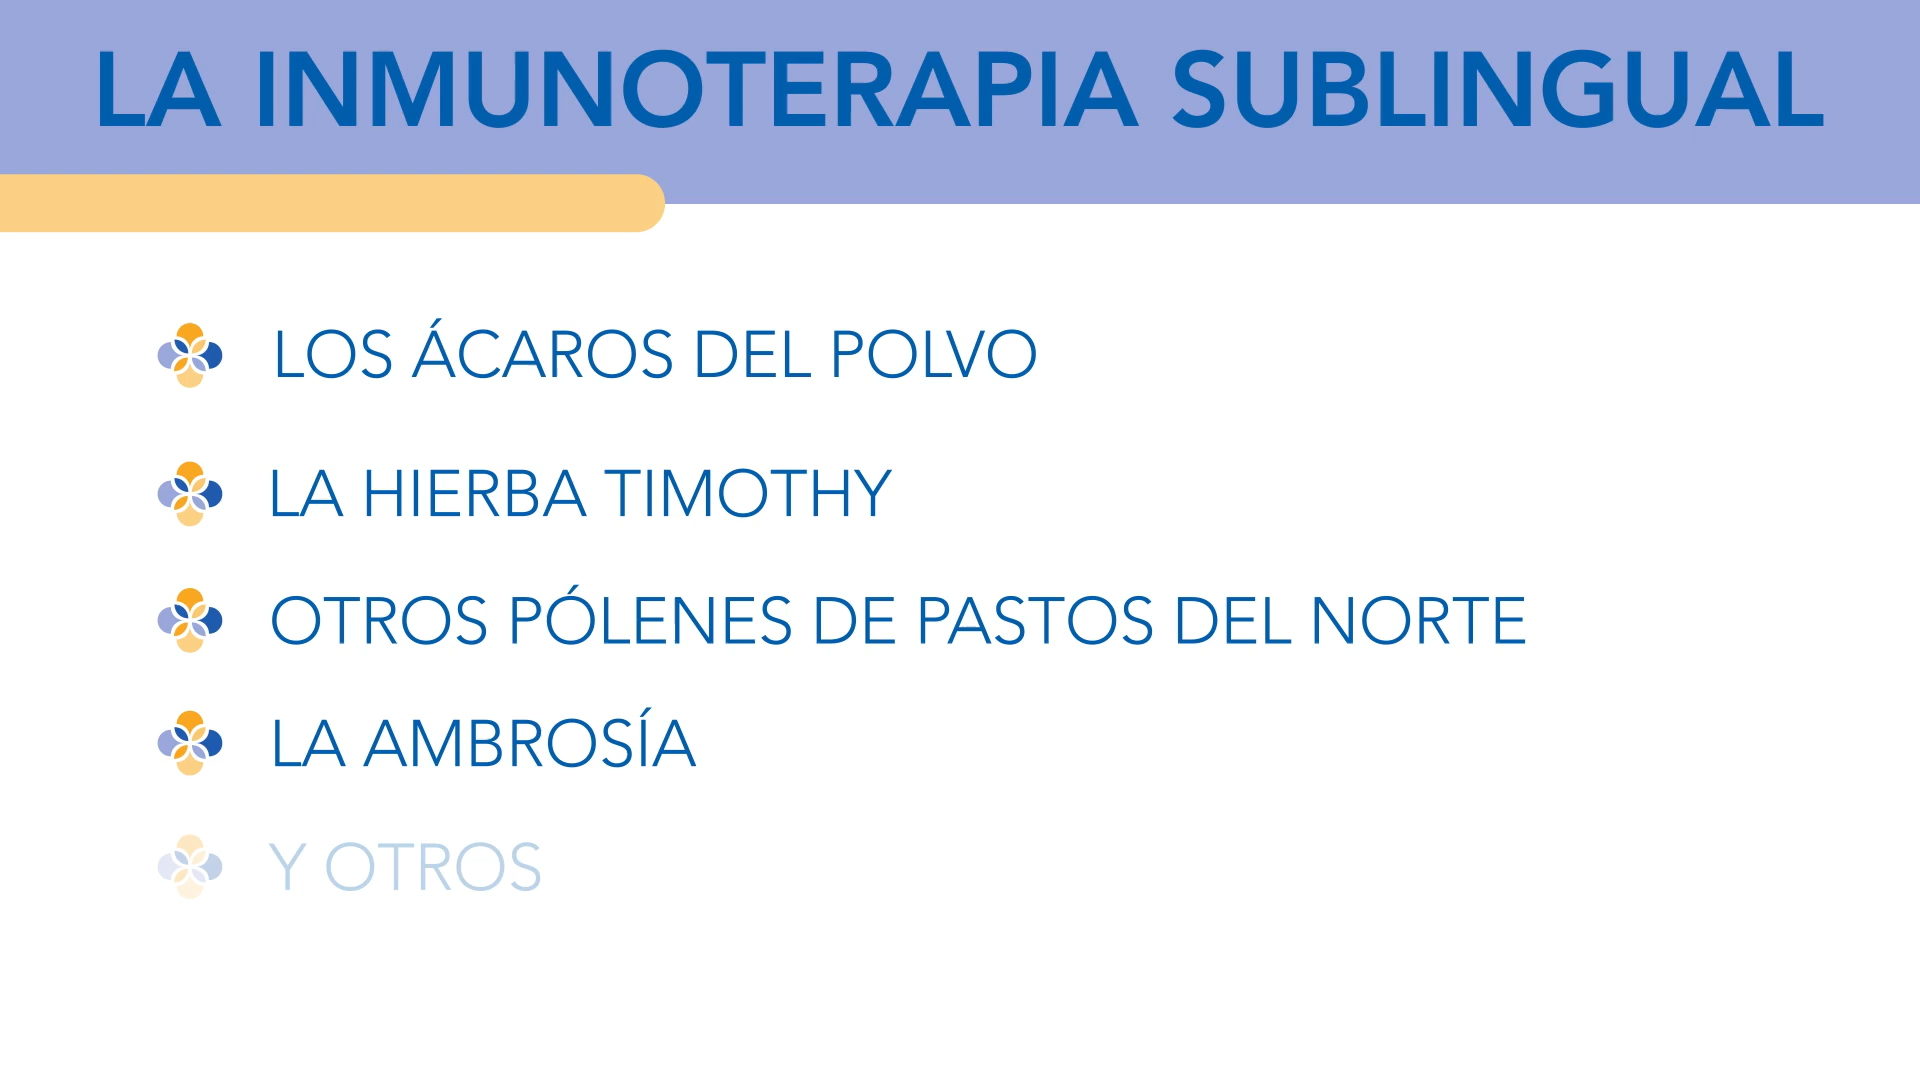 LA INMUNOTERAPIA SUBLINGUAL
LOS ÁCAROS DEL POLVO
LA HIERBA TIMOTHY
OTROS PÓLENES DE PASTOS DEL NORTE
LA AMBROSÍA
Y OTROS